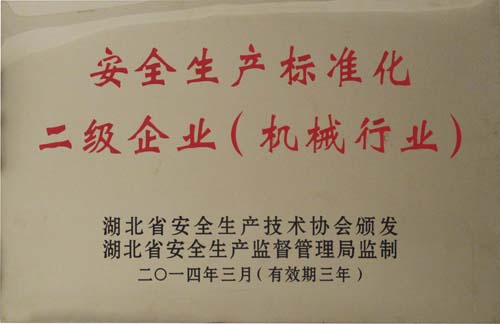 安全生产标准化
二级企业（机械行业）
湖北省安全生产技术协会颁发
湖北省安全生产监督管理局监制
二〇一四年三月（有效期三年）